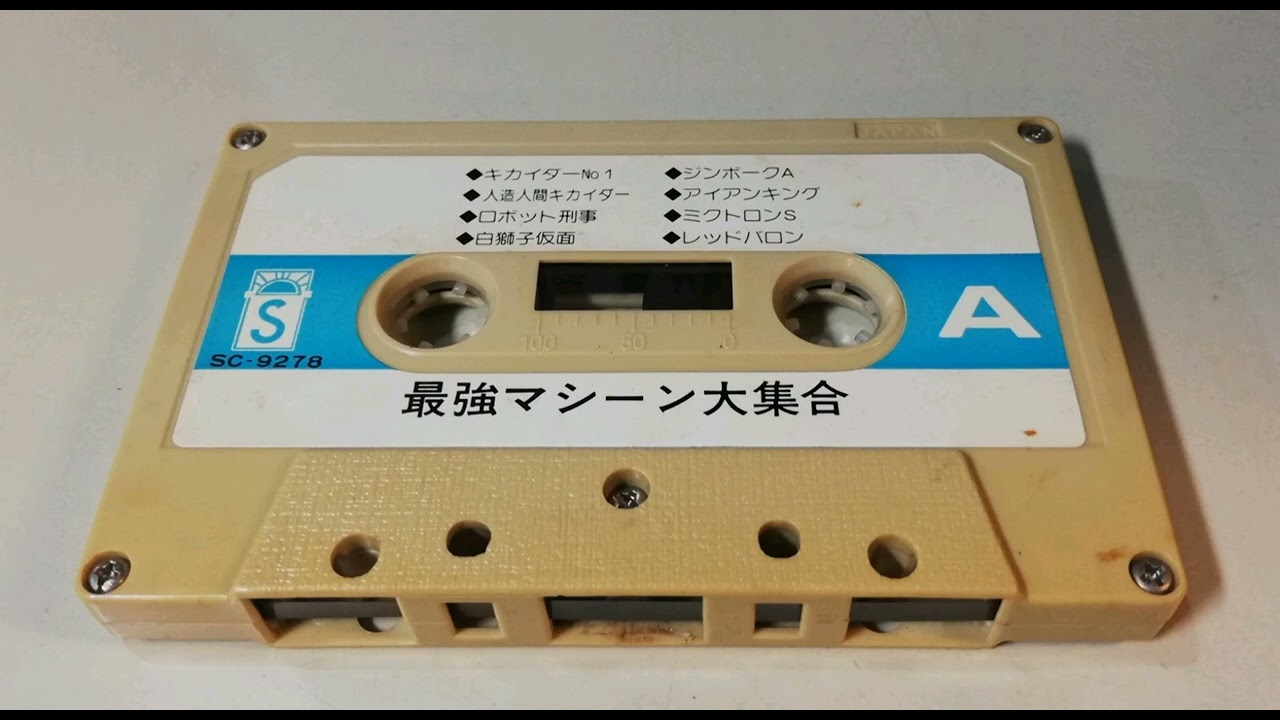 JAPAN
◆キカイダーNo1
◆人造人間キカイダー
◆ロボット刑事
◆白獅子仮面
◆ジンボークA
◆アイアンキング
◆ミクトロンS
◆レッドバロン
S
SC-9278
100 50 0
A
最強マシーン大集合